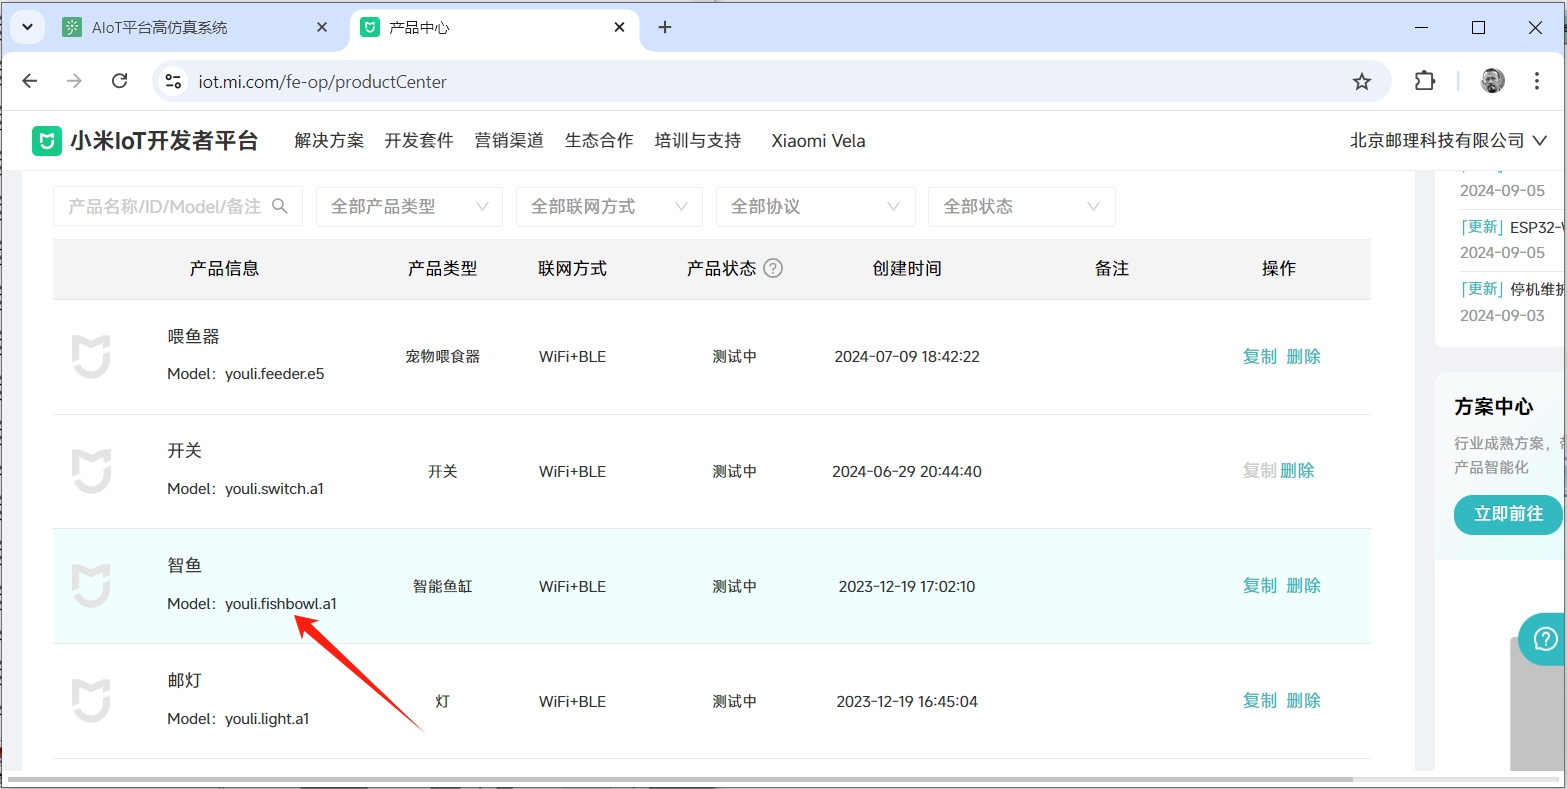 AIoT平台高仿真系统
产品中心
iot.mi.com/fe-op/productCenter
小米IoT开发者平台 解决方案 开发套件 营销渠道 生态合作 培训与支持 Xiaomi Vela 北京邮理科技有限公司
产品名称/ID/Model/备注 全部产品类型 全部联网方式 全部协议 全部状态
产品信息 产品类型 联网方式 产品状态 创建时间 备注 操作
喂鱼器
Model：youli.feeder.e5
宠物喂食器 WiFi+BLE 测试中 2024-07-09 18:42:22 复制 删除
开关
Model：youli.switch.a1
开关 WiFi+BLE 测试中 2024-06-29 20:44:40 复制 删除
智鱼
Model：youli.fishbowl.a1
智能鱼缸 WiFi+BLE 测试中 2023-12-19 17:02:10 复制 删除
邮灯
Model：youli.light.a1
灯 WiFi+BLE 测试中 2023-12-19 16:45:04 复制 删除
2024-09-05
「更新」ESP32-
2024-09-05
「更新」停机维护
2024-09-03
方案中心
行业成熟方案，
产品智能化
立即前往